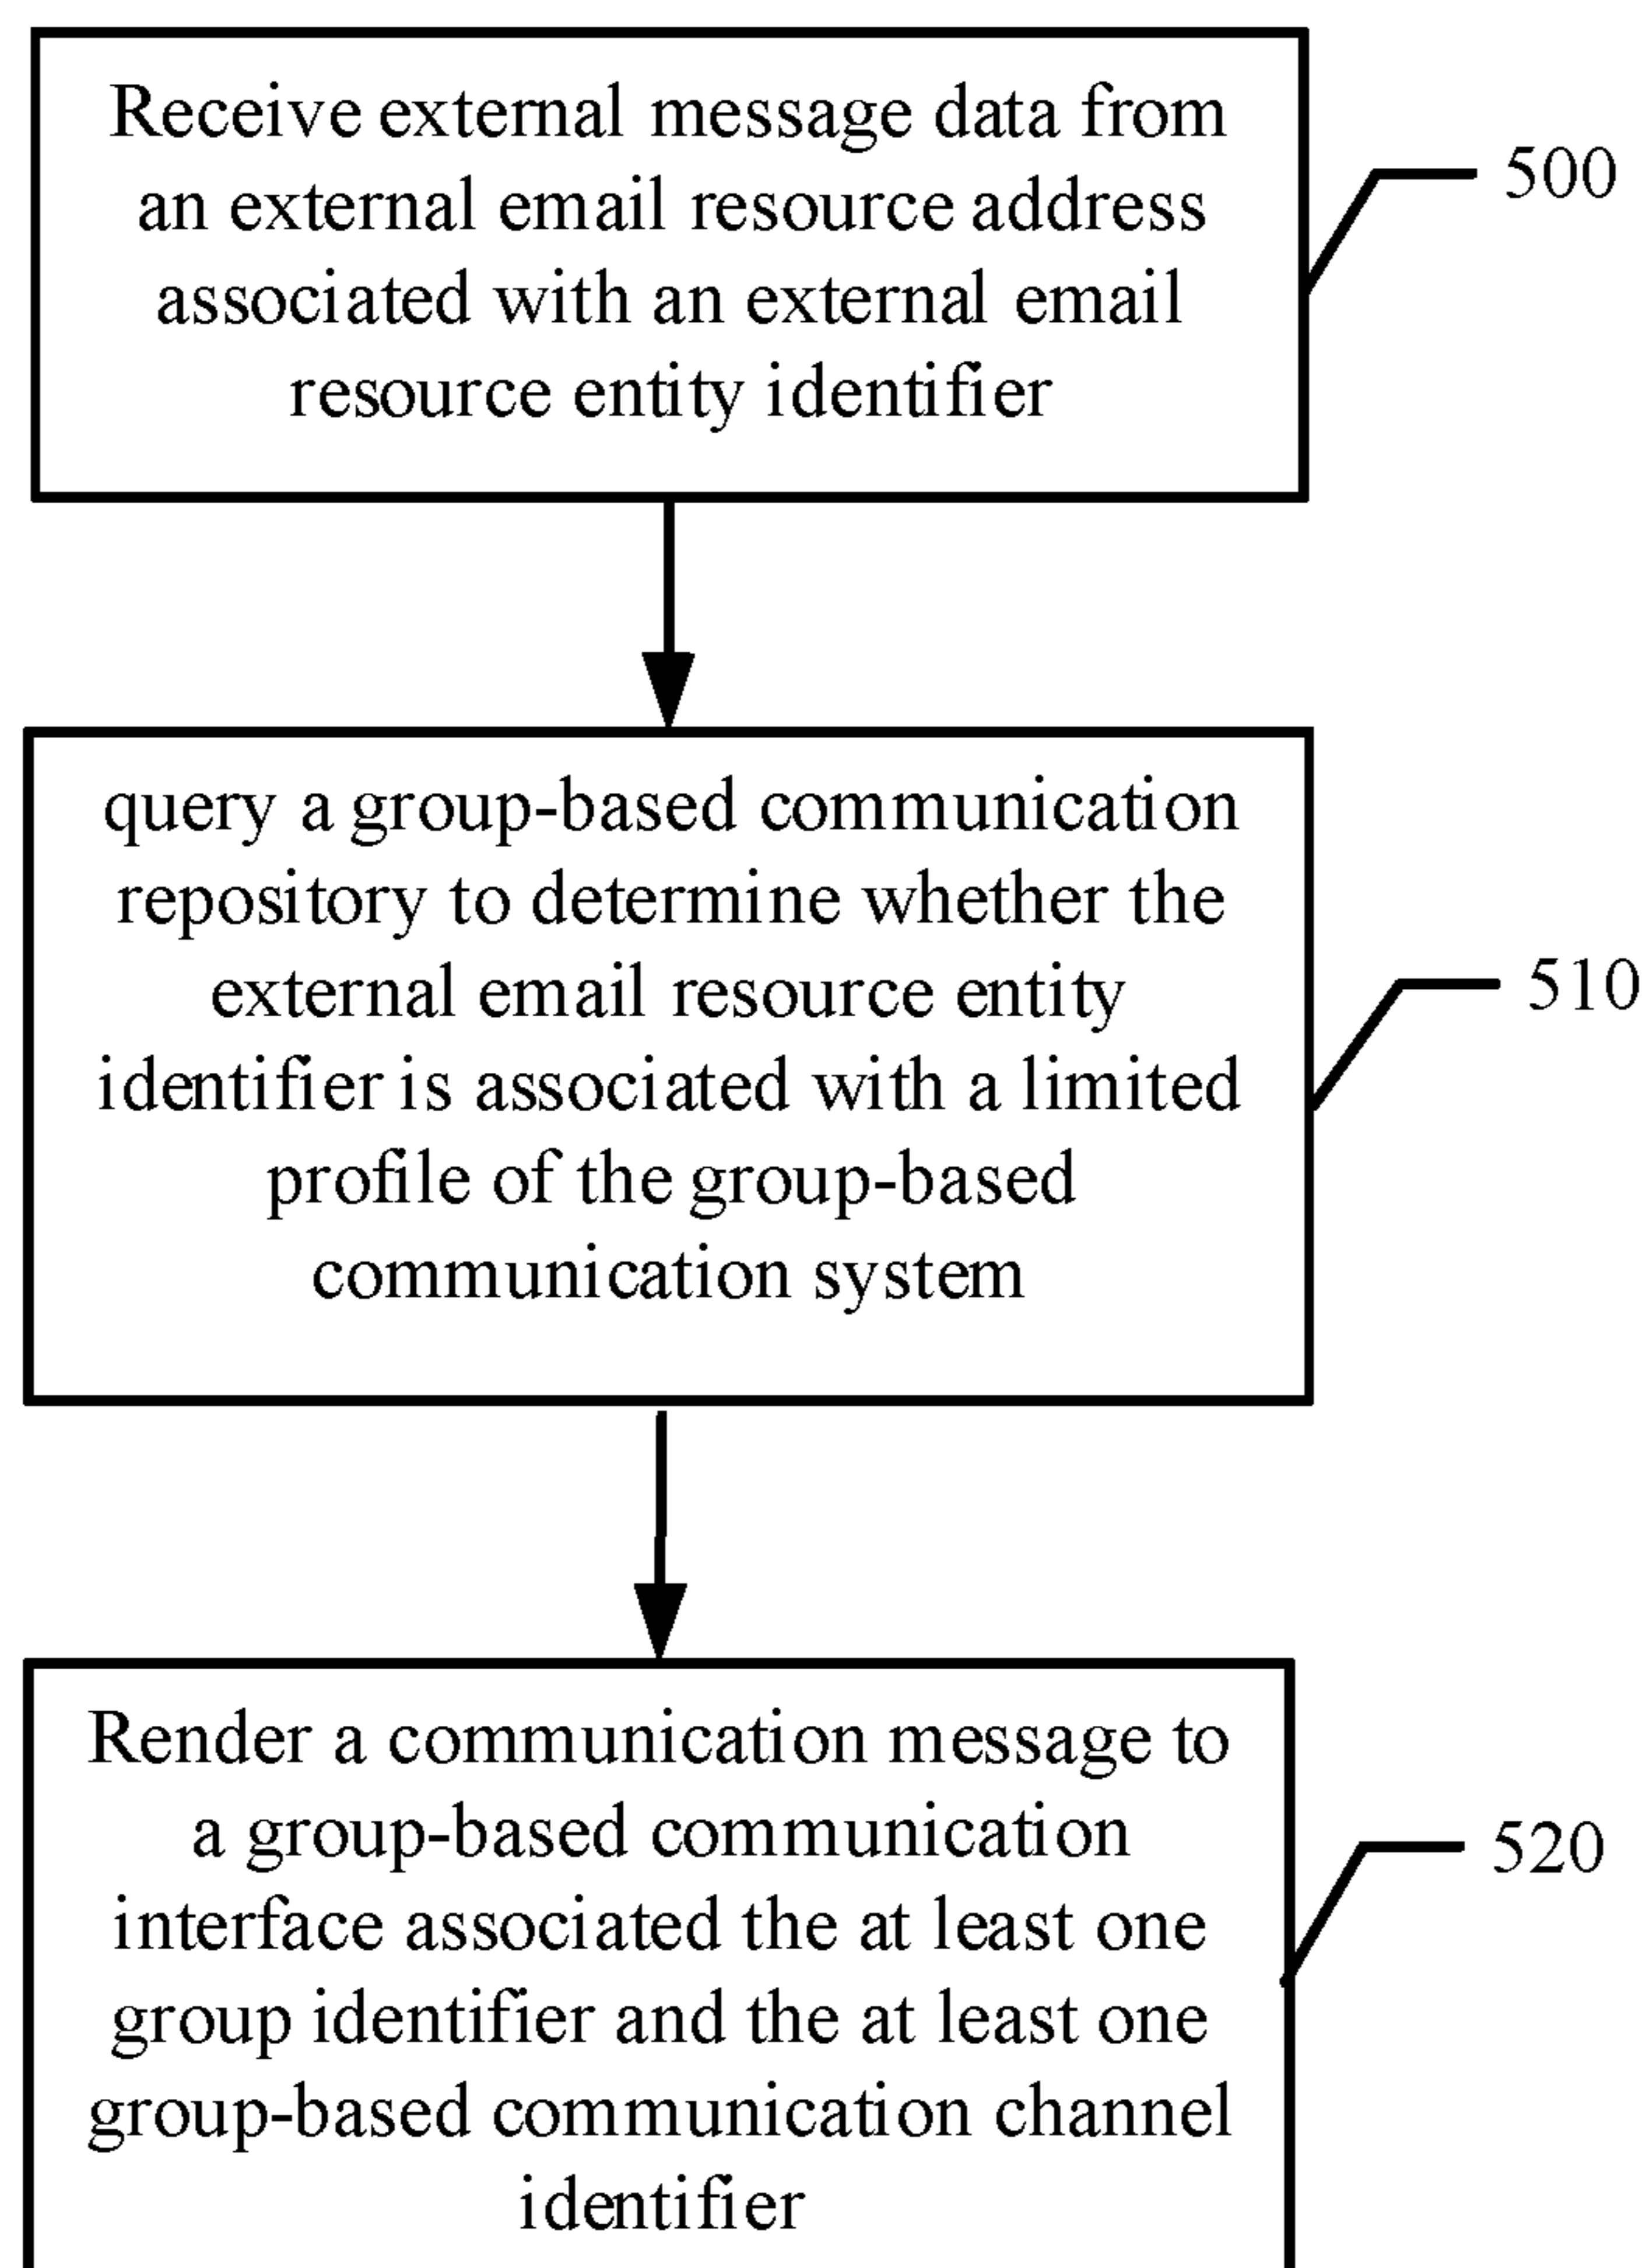 Receive external message data from
an external email resource address
associated with an external email
resource entity identifier
500
query a group-based communication
repository to determine whether the
external email resource entity
identifier is associated with a limited
profile of the group-based
communication system
510
Render a communication message to
a group-based communication
interface associated the at least one
group identifier and the at least one
group-based communication channel
identifier
520